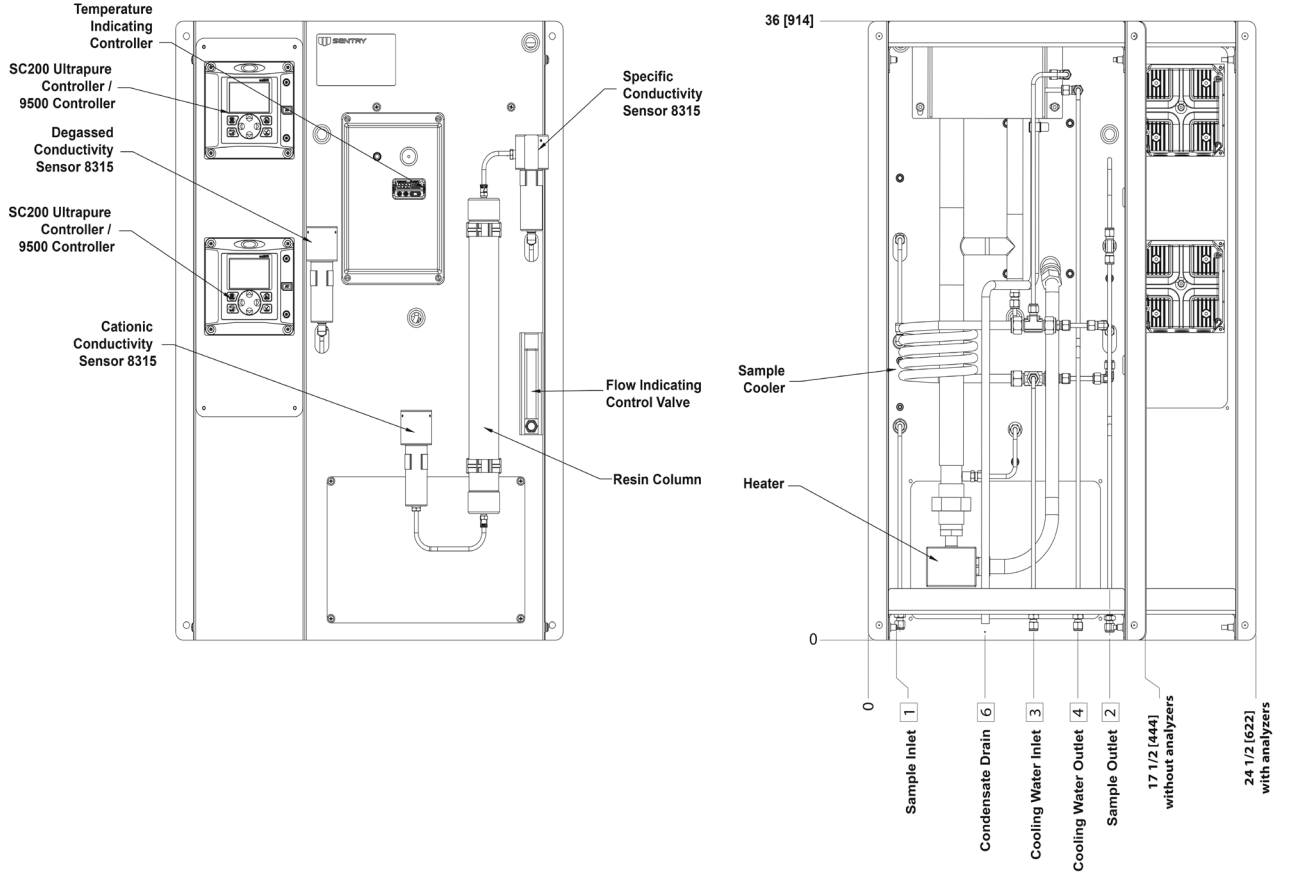 Temperature
Indicating
Controller
SC200 Ultrapure
Controller /
9500 Controller
Degassed
Conductivity
Sensor 8315
SC200 Ultrapure
Controller /
9500 Controller
Cationic
Conductivity
Sensor 8315
SENTRY
Specific
Conductivity
Sensor 8315
Flow Indicating
Control Valve
Resin Column
36 [914]
Sample
Cooler
Heater
0
0
Sample Inlet 1
Condensate Drain 6
Cooling Water Inlet 3
Cooling Water Outlet 4
Sample Outlet 2
17 1/2 [444]
without analyzers
24 1/2 [622]
with analyzers